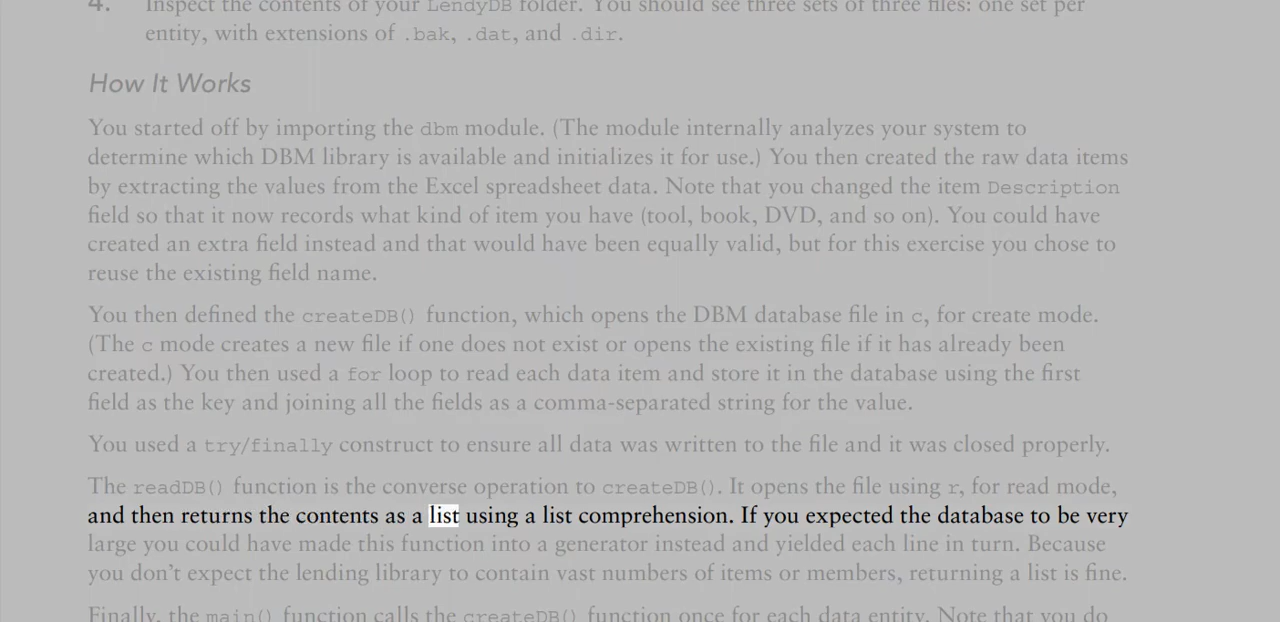 4. Inspect the contents of your LendyDB folder. You should see three sets of three files: one set per
entity, with extensions of .bak, .dat, and .dir.
How It Works
You started off by importing the dbm module. (The module internally analyzes your system to
determine which DBM library is available and initializes it for use.) You then created the raw data items
by extracting the values from the Excel spreadsheet data. Note that you changed the item Description
field so that it now records what kind of item you have (tool, book, DVD, and so on). You could have
created an extra field instead and that would have been equally valid, but for this exercise you chose to
reuse the existing field name.
You then defined the createDB() function, which opens the DBM database file in c, for create mode.
(The c mode creates a new file if one does not exist or opens the existing file if it has already been
created.) You then used a for loop to read each data item and store it in the database using the first
field as the key and joining all the fields as a comma-separated string for the value.
You used a try/finally construct to ensure all data was written to the file and it was closed properly.
The readDB() function is the converse operation to createDB(). It opens the file using r, for read mode,
and then returns the contents as a list using a list comprehension. If you expected the database to be very
large you could have made this function into a generator instead and yielded each line in turn. Because
you don't expect the lending library to contain vast numbers of items or members, returning a list is fine.
Finally, the main() function calls the createDB() function once for each data entity. Note that you do